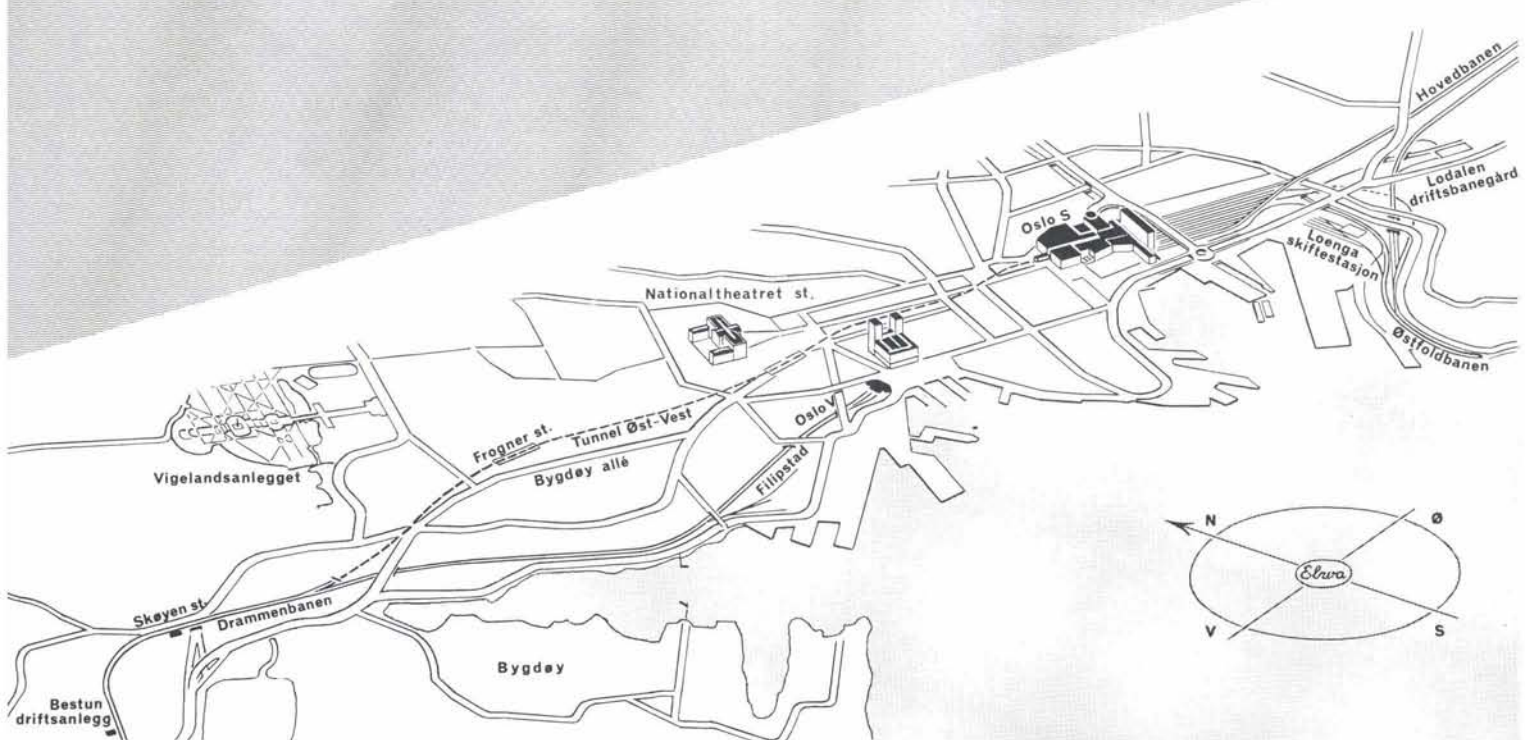 Hovedbanen
Lodalen
driftsbanegård
Oslo S
Loenga
skiftestasjon
Nationaltheatret st.
Østfoldbanen
Oslo V
Frogner st.
Tunnel Øst-Vest
Bygdøy allé
Filipstad
Vigelandsanlegget
N
Ø
Elwa
V
S
Skøyen st.
Drammenbanen
Bygdøy
Bestun
driftsanlegg